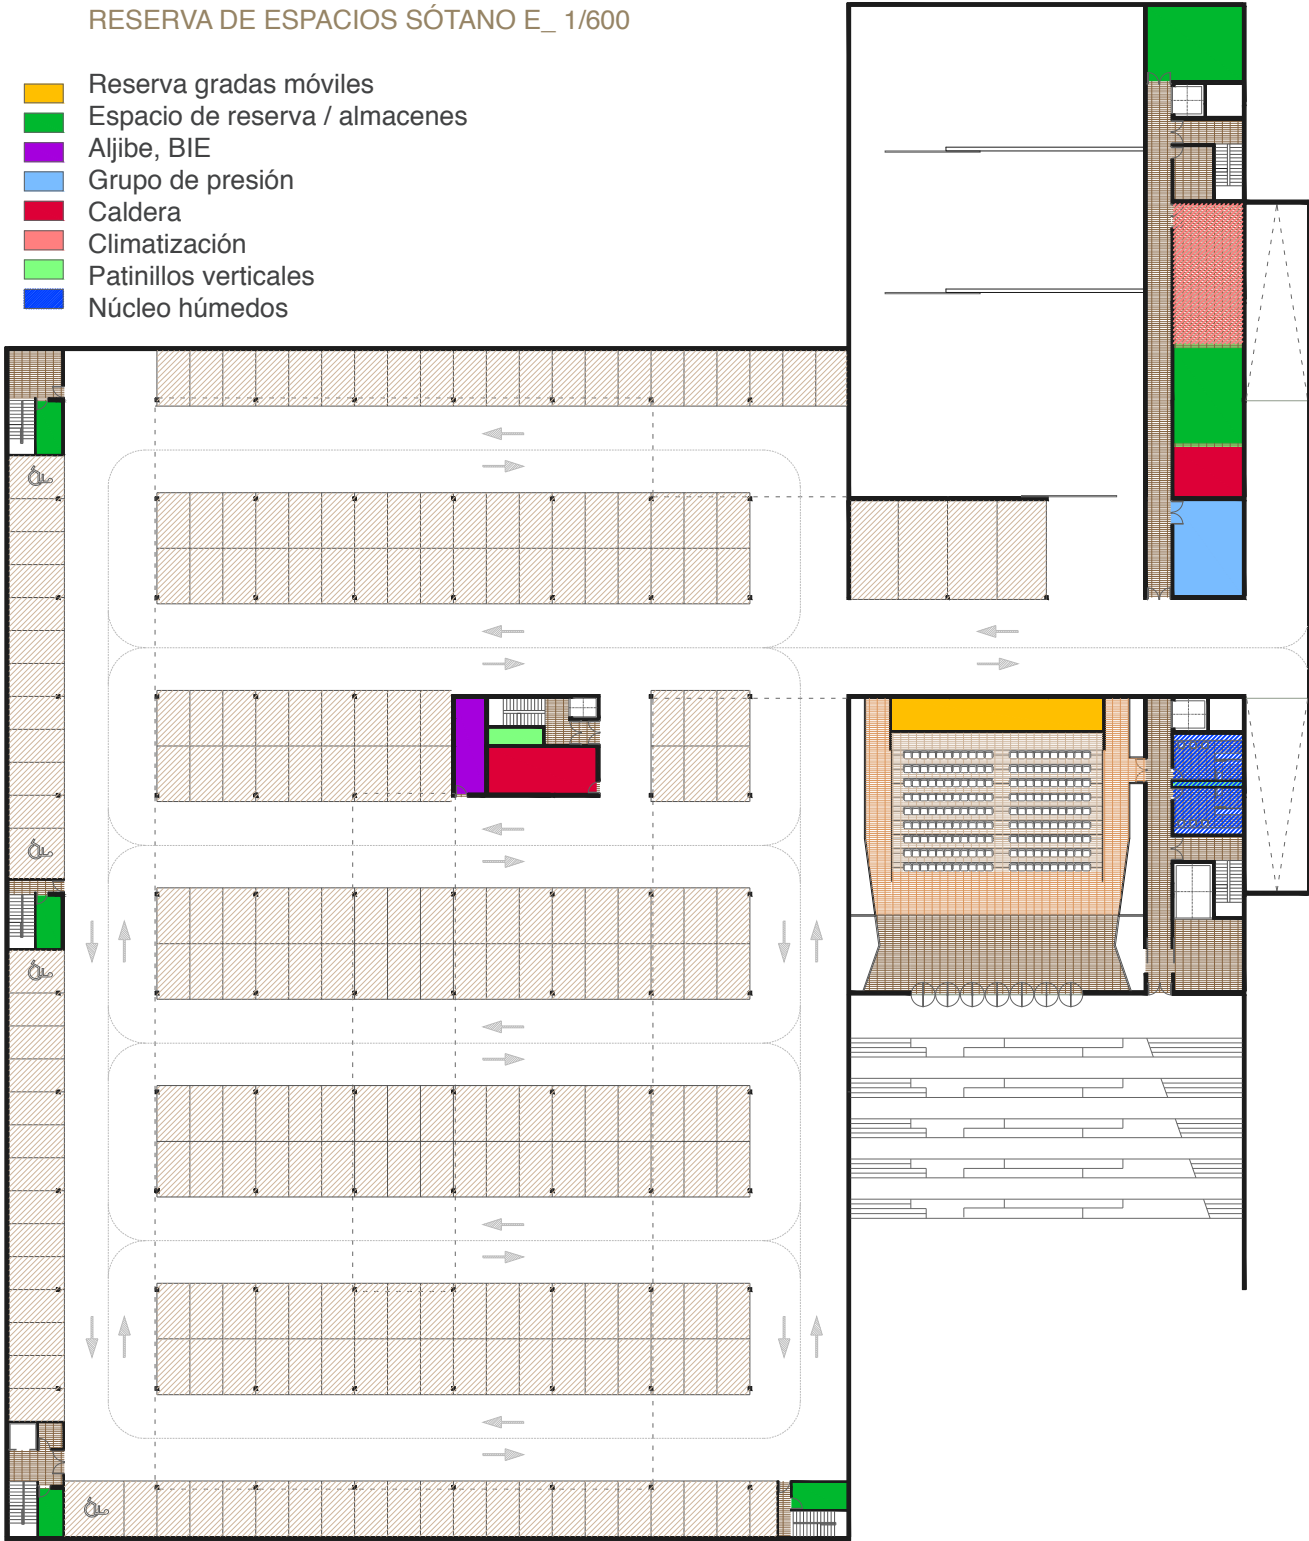 RESERVA DE ESPACIOS SÓTANO E_ 1/600
Reserva gradas móviles
Espacio de reserva / almacenes
Aljibe, BIE
Grupo de presión
Caldera
Climatización
Patinillos verticales
Núcleo húmedos